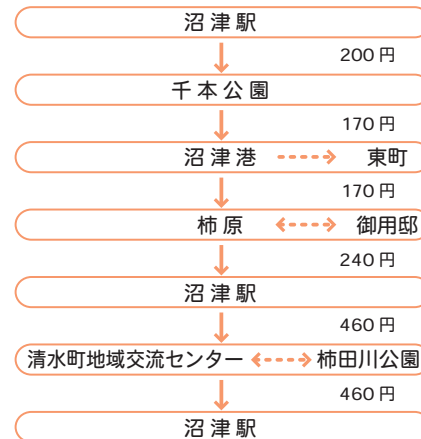 沼津駅
200円
千本公園
170円
沼津港 東町
170円
柿原 御用邸
240円
沼津駅
460円
清水町地域交流センター 柿田川公園
460円
沼津駅